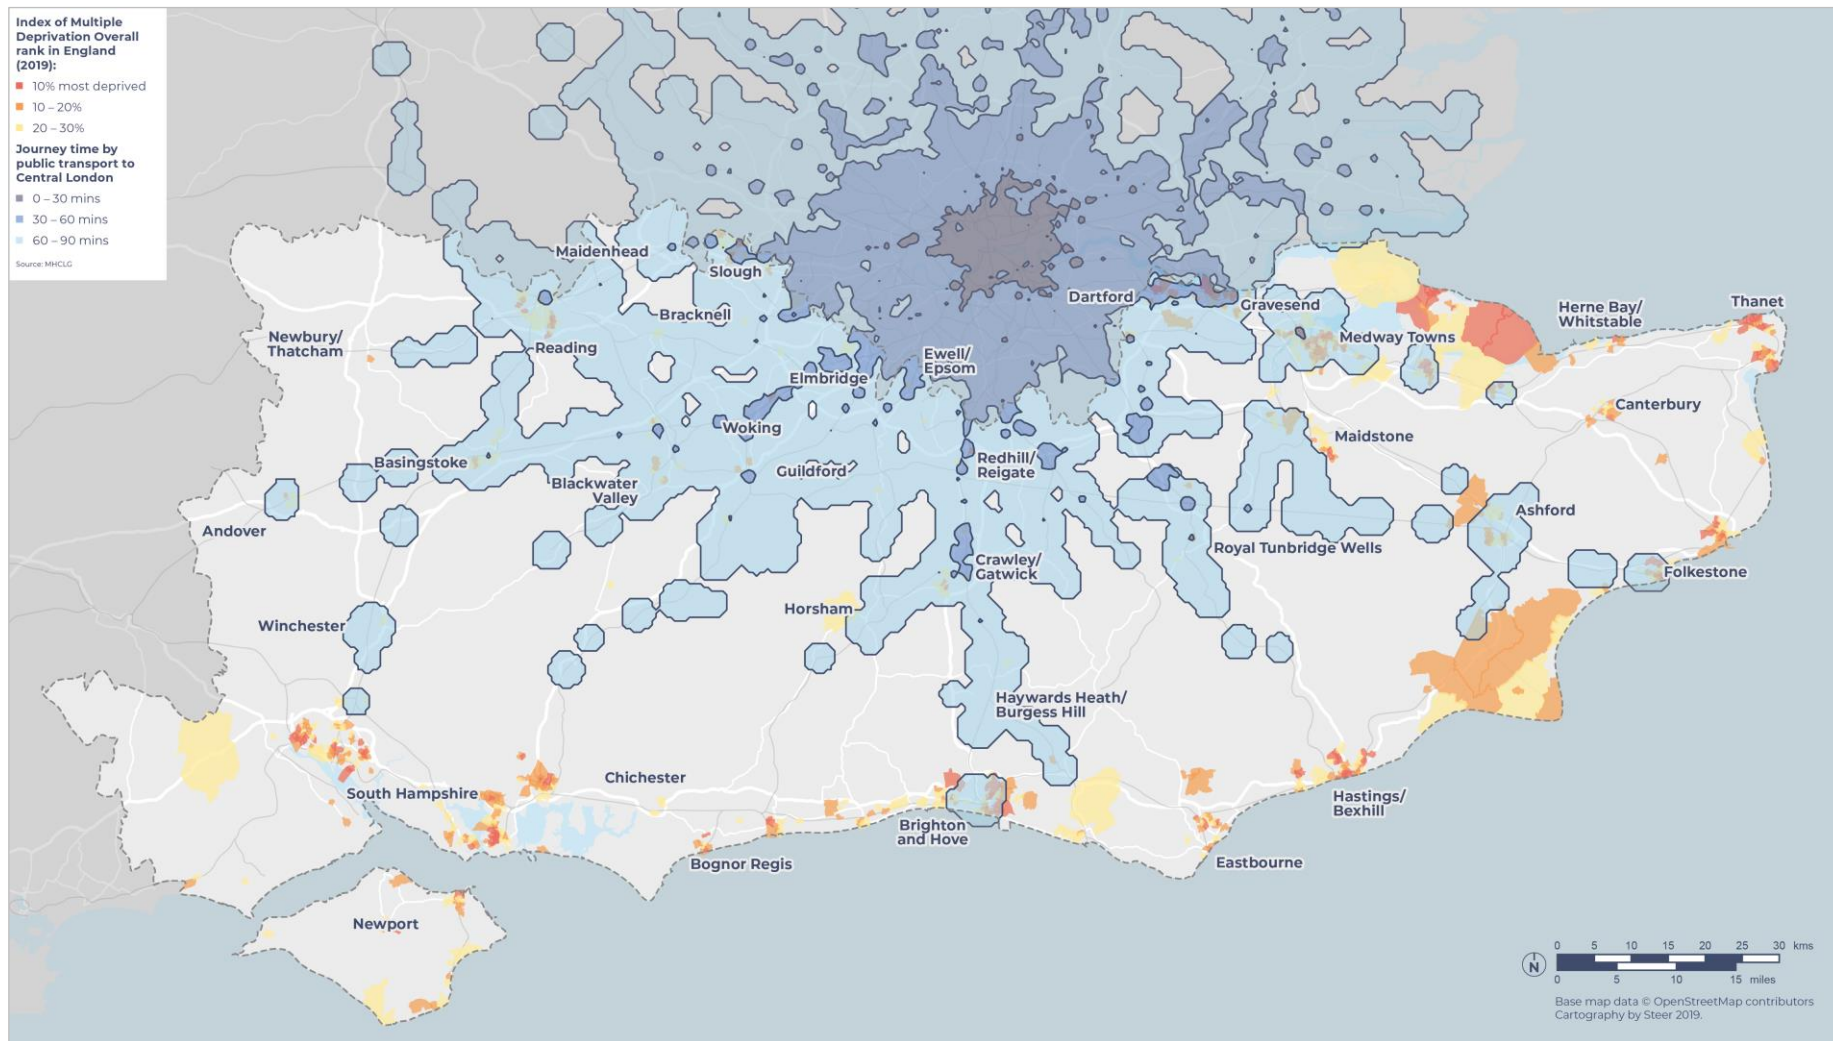 Index of Multiple
Deprivation Overall
rank in England
(2019):
10% most deprived
10 – 20%
20 – 30%
Journey time by
public transport to
Central London
0 – 30 mins
30 – 60 mins
60 – 90 mins
Source: MHCLG
Maidenhead
Slough
Dartford
Gravesend
Herne Bay/
Whitstable
Thanet
Newbury/
Thatcham
Bracknell
Reading
Medway Towns
Ewell/
Epsom
Elmbridge
Canterbury
Woking
Maidstone
Basingstoke
Blackwater
Valley
Guildford
Redhill/
Reigate
Andover
Ashford
Royal Tunbridge Wells
Crawley/
Gatwick
Folkestone
Winchester
Horsham
Haywards Heath/
Burgess Hill
South Hampshire
Chichester
Brighton
and Hove
Hastings/
Bexhill
Bognor Regis
Eastbourne
Newport
N
0 5 10 15 20 25 30 kms
0 5 10 15 miles
Base map data © OpenStreetMap contributors
Cartography by Steer 2019.